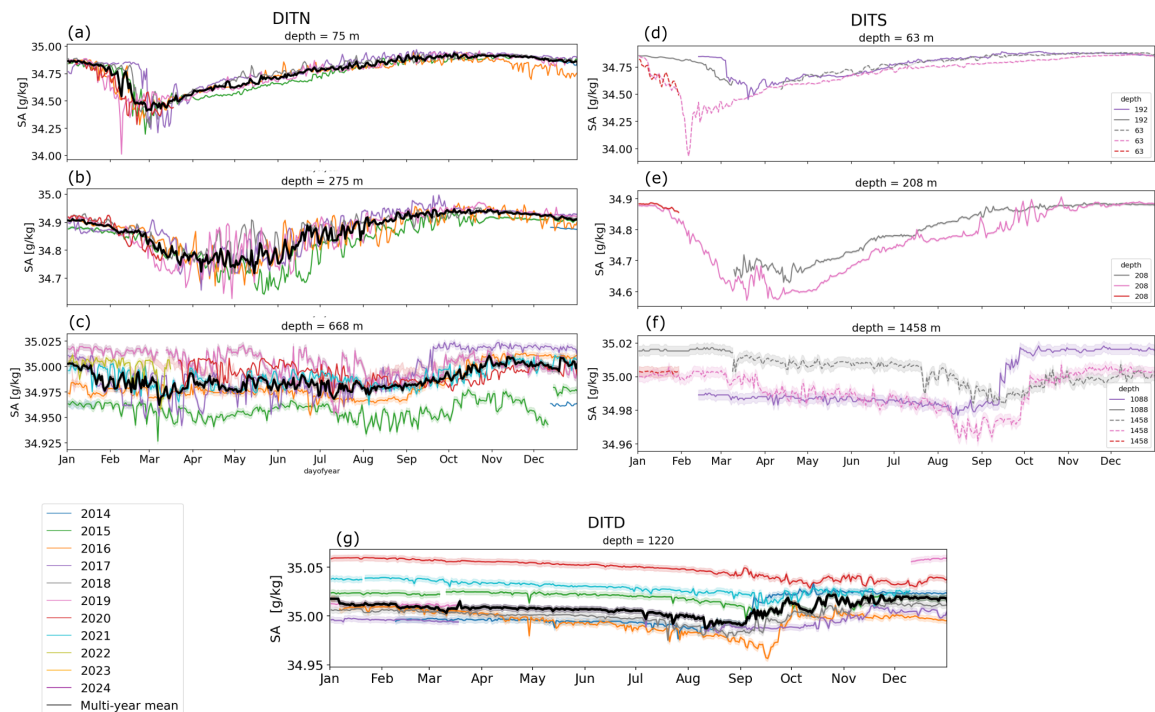 DITN
(a)
depth = 75 m
SA [g/kg]
35.00
34.75
34.50
34.25
34.00
(b)
depth = 275 m
SA [g/kg]
35.0
34.9
34.8
34.7
(c)
depth = 668 m
SA [g/kg]
35.025
35.000
34.975
34.950
34.925
Jan Feb Mar Apr May Jun Jul Aug Sep Oct Nov Dec
dayofyear
DITS
(d)
depth = 63 m
SA [g/kg]
34.75
34.50
34.25
34.00
depth
192
192
63
63
63
(e)
depth = 208 m
SA [g/kg]
34.9
34.8
34.7
34.6
depth
208
208
208
(f)
depth = 1458 m
SA [g/kg]
35.02
35.00
34.98
34.96
depth
1088
1088
1458
1458
1458
Jan Feb Mar Apr May Jun Jul Aug Sep Oct Nov Dec
2014
2015
2016
2017
2018
2019
2020
2021
2022
2023
2024
Multi-year mean
DITD
(g)
depth = 1220
SA [g/kg]
35.05
35.00
34.95
Jan Feb Mar Apr May Jun Jul Aug Sep Oct Nov Dec